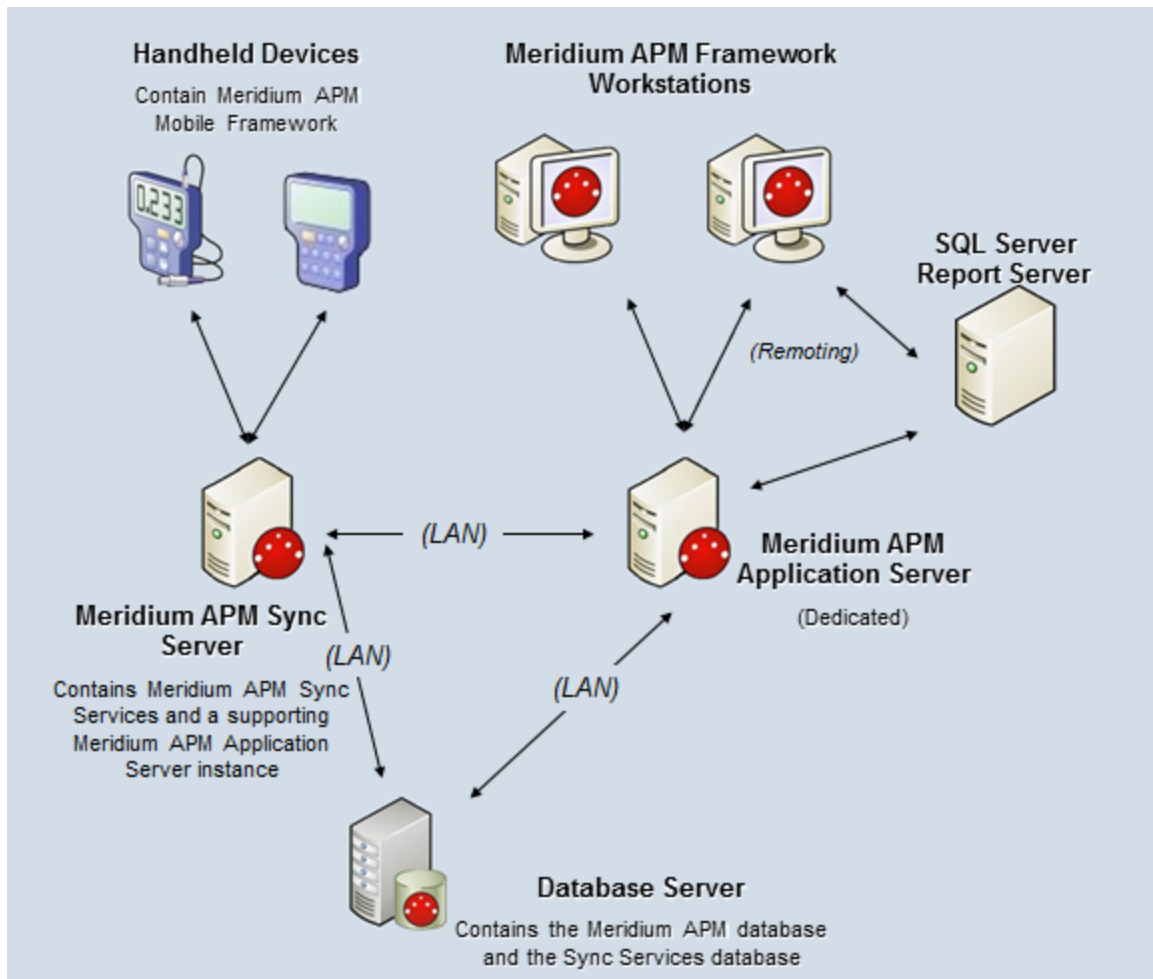 Handheld Devices
Contain Meridium APM
Mobile Framework
Meridium APM Framework
Workstations
0.233
SQL Server
Report Server
(Remoting)
(LAN)
Meridium APM
Application Server
(Dedicated)
Meridium APM Sync
Server
(LAN)
Contains Meridium APM Sync
Services and a supporting
Meridium APM Application
Server instance
(LAN)
Database Server
Contains the Meridium APM database
and the Sync Services database